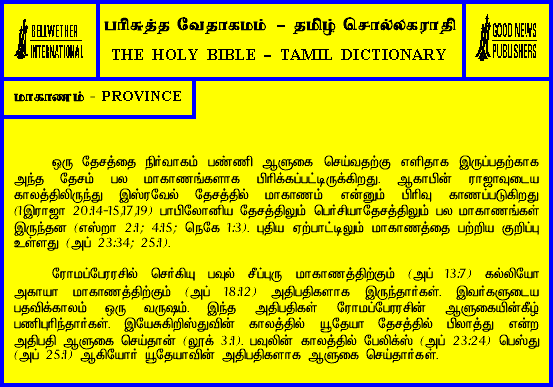 BELLWETHER
INTERNATIONAL
பரிசுத்த வேதாகமம் - தமிழ் சொல்லகராதி
THE HOLY BIBLE – TAMIL DICTIONARY
GOOD NEWS
PUBLISHERS
மாகாணம் - PROVINCE
ஒரு தேசத்தை நிர்வாகம் பண்ணி ஆளுகை செய்வதற்கு எளிதாக இருப்பதற்காக
அந்த தேசம் பல மாகாணங்களாக பிரிக்கப்பட்டிருக்கிறது. ஆகாபின் ராஜாவுடைய
காலத்திலிருந்து இஸ்ரவேல் தேசத்தில் மாகாணம் என்னும் பிரிவு காணப்படுகிறது
(1இராஜா 20:14-15,17,19) பாபிலோனிய தேசத்திலும் பெர்சியாதேசத்திலும் பல மாகாணங்கள்
இருந்தன (எஸ்றா 2:1; 4:15; நெகே 1:3). புதிய ஏற்பாட்டிலும் மாகாணத்தை பற்றிய குறிப்பு
உள்ளது (அப் 23:34; 25:1).
ரோமப்பேரரசில் செர்கியு பவுல் சீப்புரு மாகாணத்திற்கும் (அப் 13:7) கல்லியோ
அகாயா மாகாணத்திற்கும் (அப் 18:12) அதிபதிகளாக இருந்தார்கள். இவர்களுடைய
பதவிக்காலம் ஒரு வருஷம். இந்த அதிபதிகள் ரோமப்பேரரசின் ஆளுகையின்கீழ்
பணிபுரிந்தார்கள். இயேசுகிறிஸ்துவின் காலத்தில் யூதேயா தேசத்தில் பிலாத்து என்ற
அதிபதி ஆளுகை செய்தான் (லூக் 3:1). பவுலின் காலத்தில் பேலிக்ஸ் (அப் 23:24) பெஸ்து
(அப் 25:1) ஆகியோர் யூதேயாவின் அதிபதிகளாக ஆளுகை செய்தார்கள்.